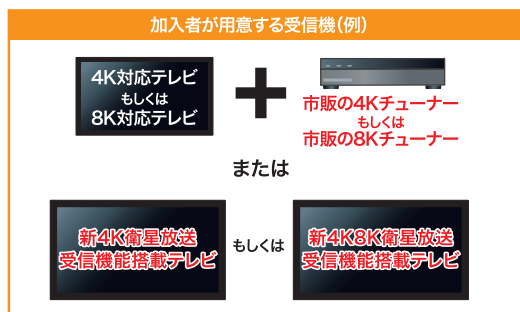 加入者が用意する受信機(例)
4K対応テレビ
もしくは
8K対応テレビ
市販の4Kチューナー
もしくは
市販の8Kチューナー
または
新4K衛星放送
受信機能搭載テレビ
もしくは
新4K8K衛星放送
受信機能搭載テレビ